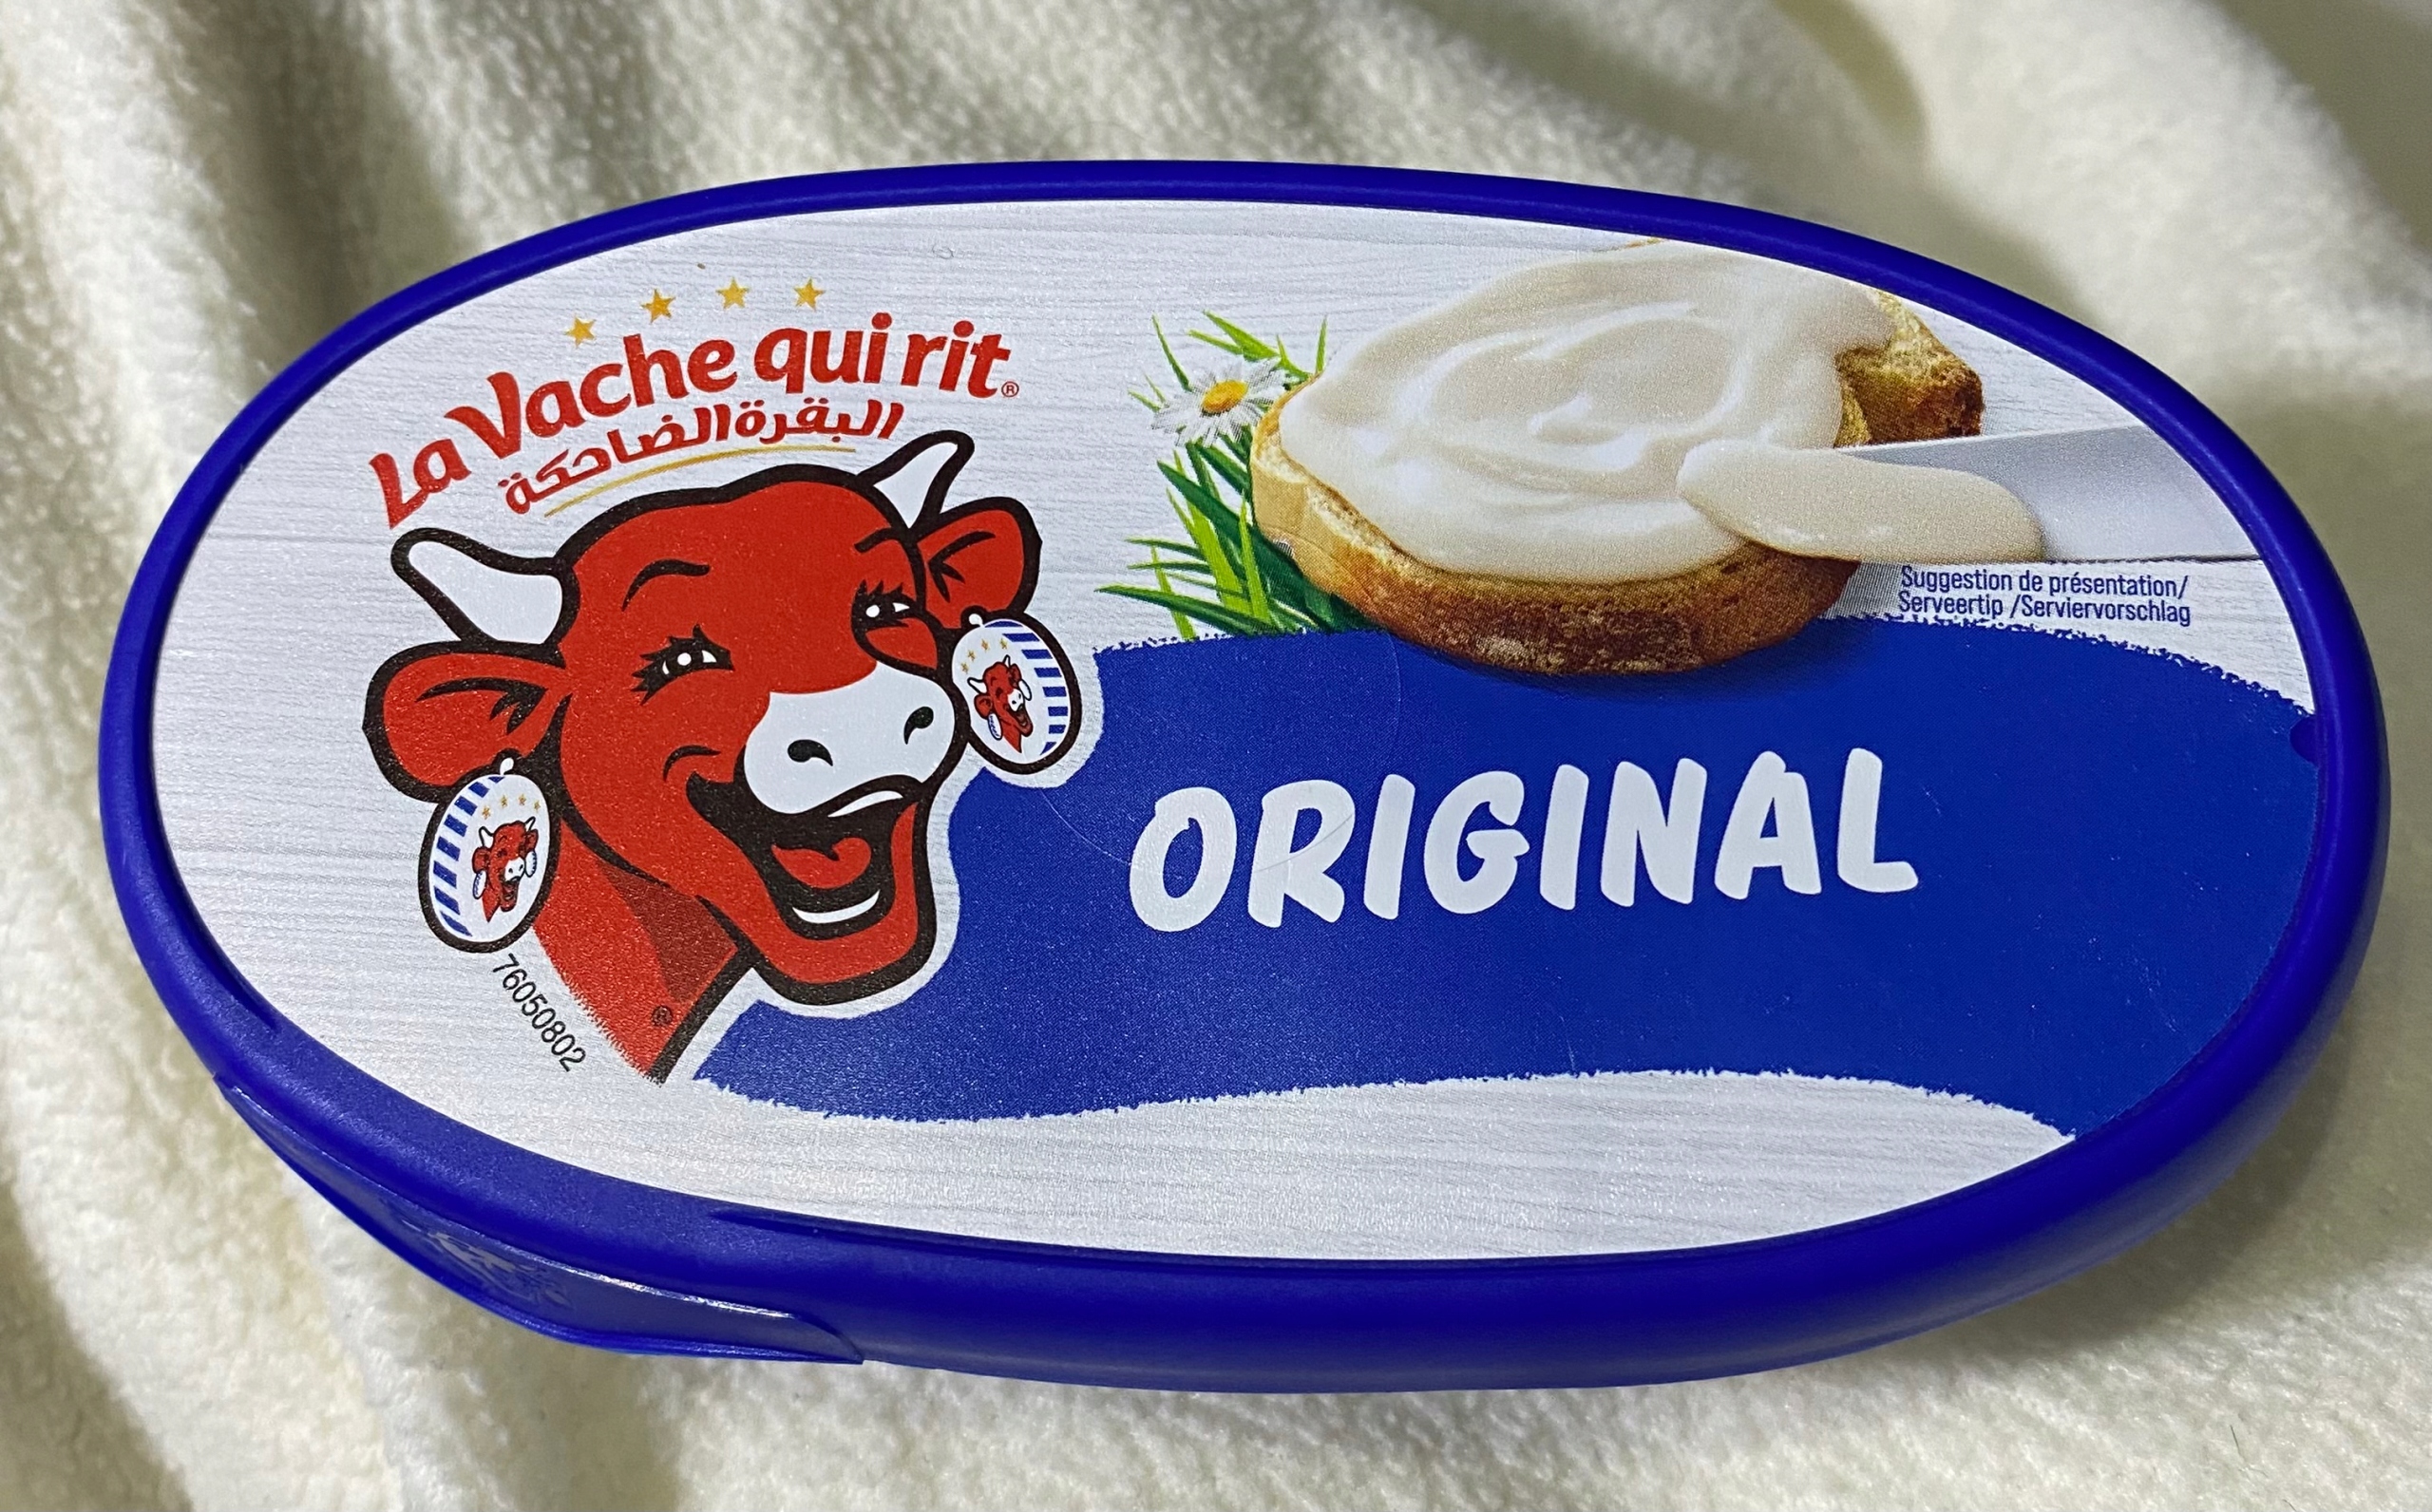 La Vache qui rit®
البقرة الضاحكة
Suggestion de présentation/
Serveertip /Serviervorschlag
ORIGINAL
®
76050802